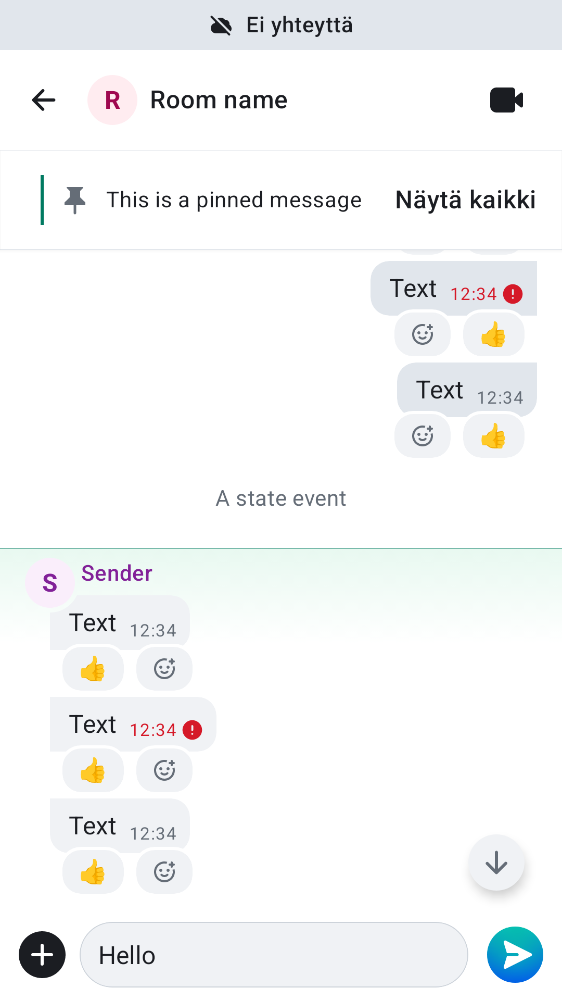 Ei yhteyttä
R Room name
This is a pinned message Näytä kaikki
Text 12:34
Text 12:34
A state event
S Sender
Text 12:34
Text 12:34
Text 12:34
Hello